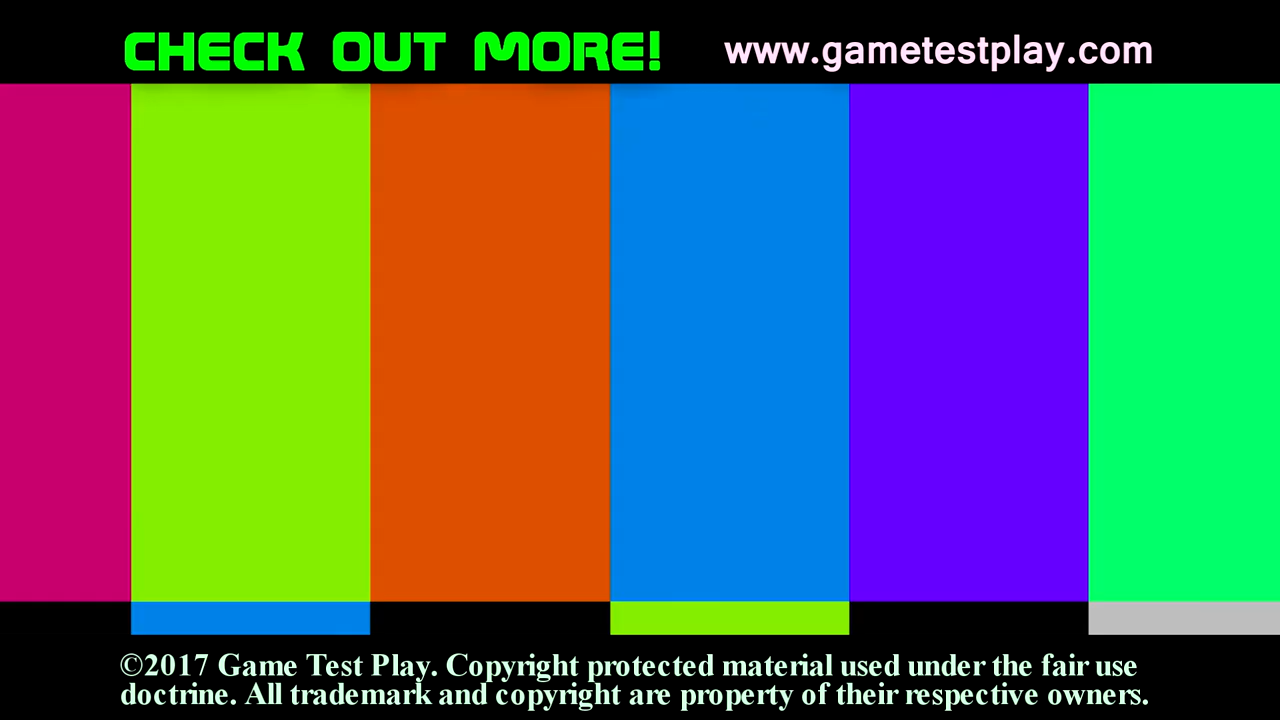 CHECK OUT MORE! www.gametestplay.com
©2017 Game Test Play. Copyright protected material used under the fair use
doctrine. All trademark and copyright are property of their respective owners.